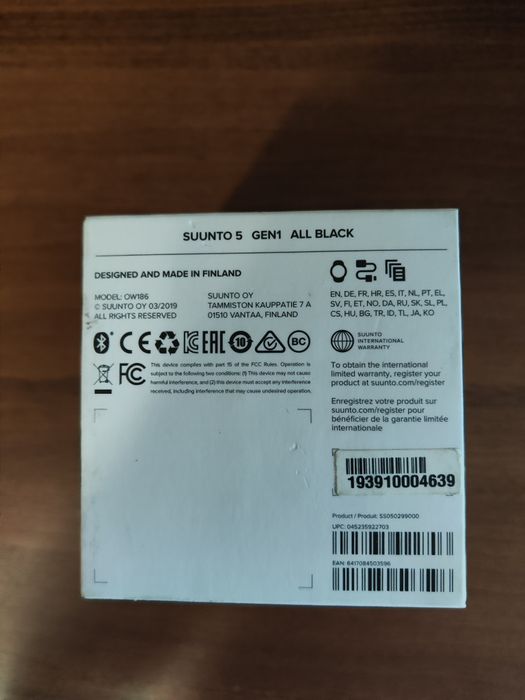 SUUNTO 5 GEN1 ALL BLACK
DESIGNED AND MADE IN FINLAND
MODEL: OW186
© SUUNTO OY 03/2019
ALL RIGHTS RESERVED
SUUNTO OY
TAMMISTON KAUPPATIE 7 A
01510 VANTAA, FINLAND
EN, DE, FR, HR, ES, IT, NL, PT, EL,
SV, FI, ET, NO, DA, RU, SK, SL, PL,
CS, HU, BG, TR, ID, TL, JA, KO
CE EAC 10 BC
FC
This device complies with part 15 of the FCC Rules. Operation is
subject to the following two conditions: (1) This device may not cause
harmful interference, and (2) this device must accept any interference
received, including interference that may cause undesired operation.
SUUNTO
INTERNATIONAL
WARRANTY
To obtain the international
limited warranty, register your
product at suunto.com/register
Enregistrez votre produit sur
suunto.com/register pour
bénéficier de la garantie limitée
internationale
193910004639
Product / Produit: SS050299000
UPC: 045235922703
EAN: 6417084503596